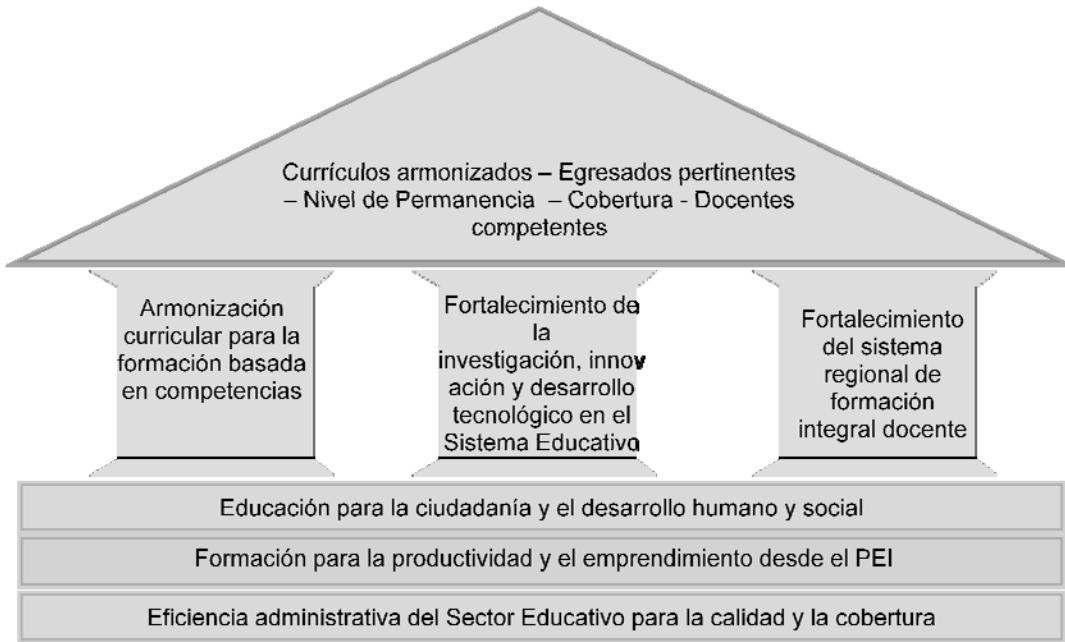 Currículos armonizados – Egresados pertinentes
– Nivel de Permanencia – Cobertura - Docentes
competentes
Armonización
curricular para la
formación basada
en competencias
Fortalecimiento de
la
investigación, innov
ación y desarrollo
tecnológico en el
Sistema Educativo
Fortalecimiento
del sistema
regional de
formación
integral docente
Educación para la ciudadanía y el desarrollo humano y social
Formación para la productividad y el emprendimiento desde el PEI
Eficiencia administrativa del Sector Educativo para la calidad y la cobertura